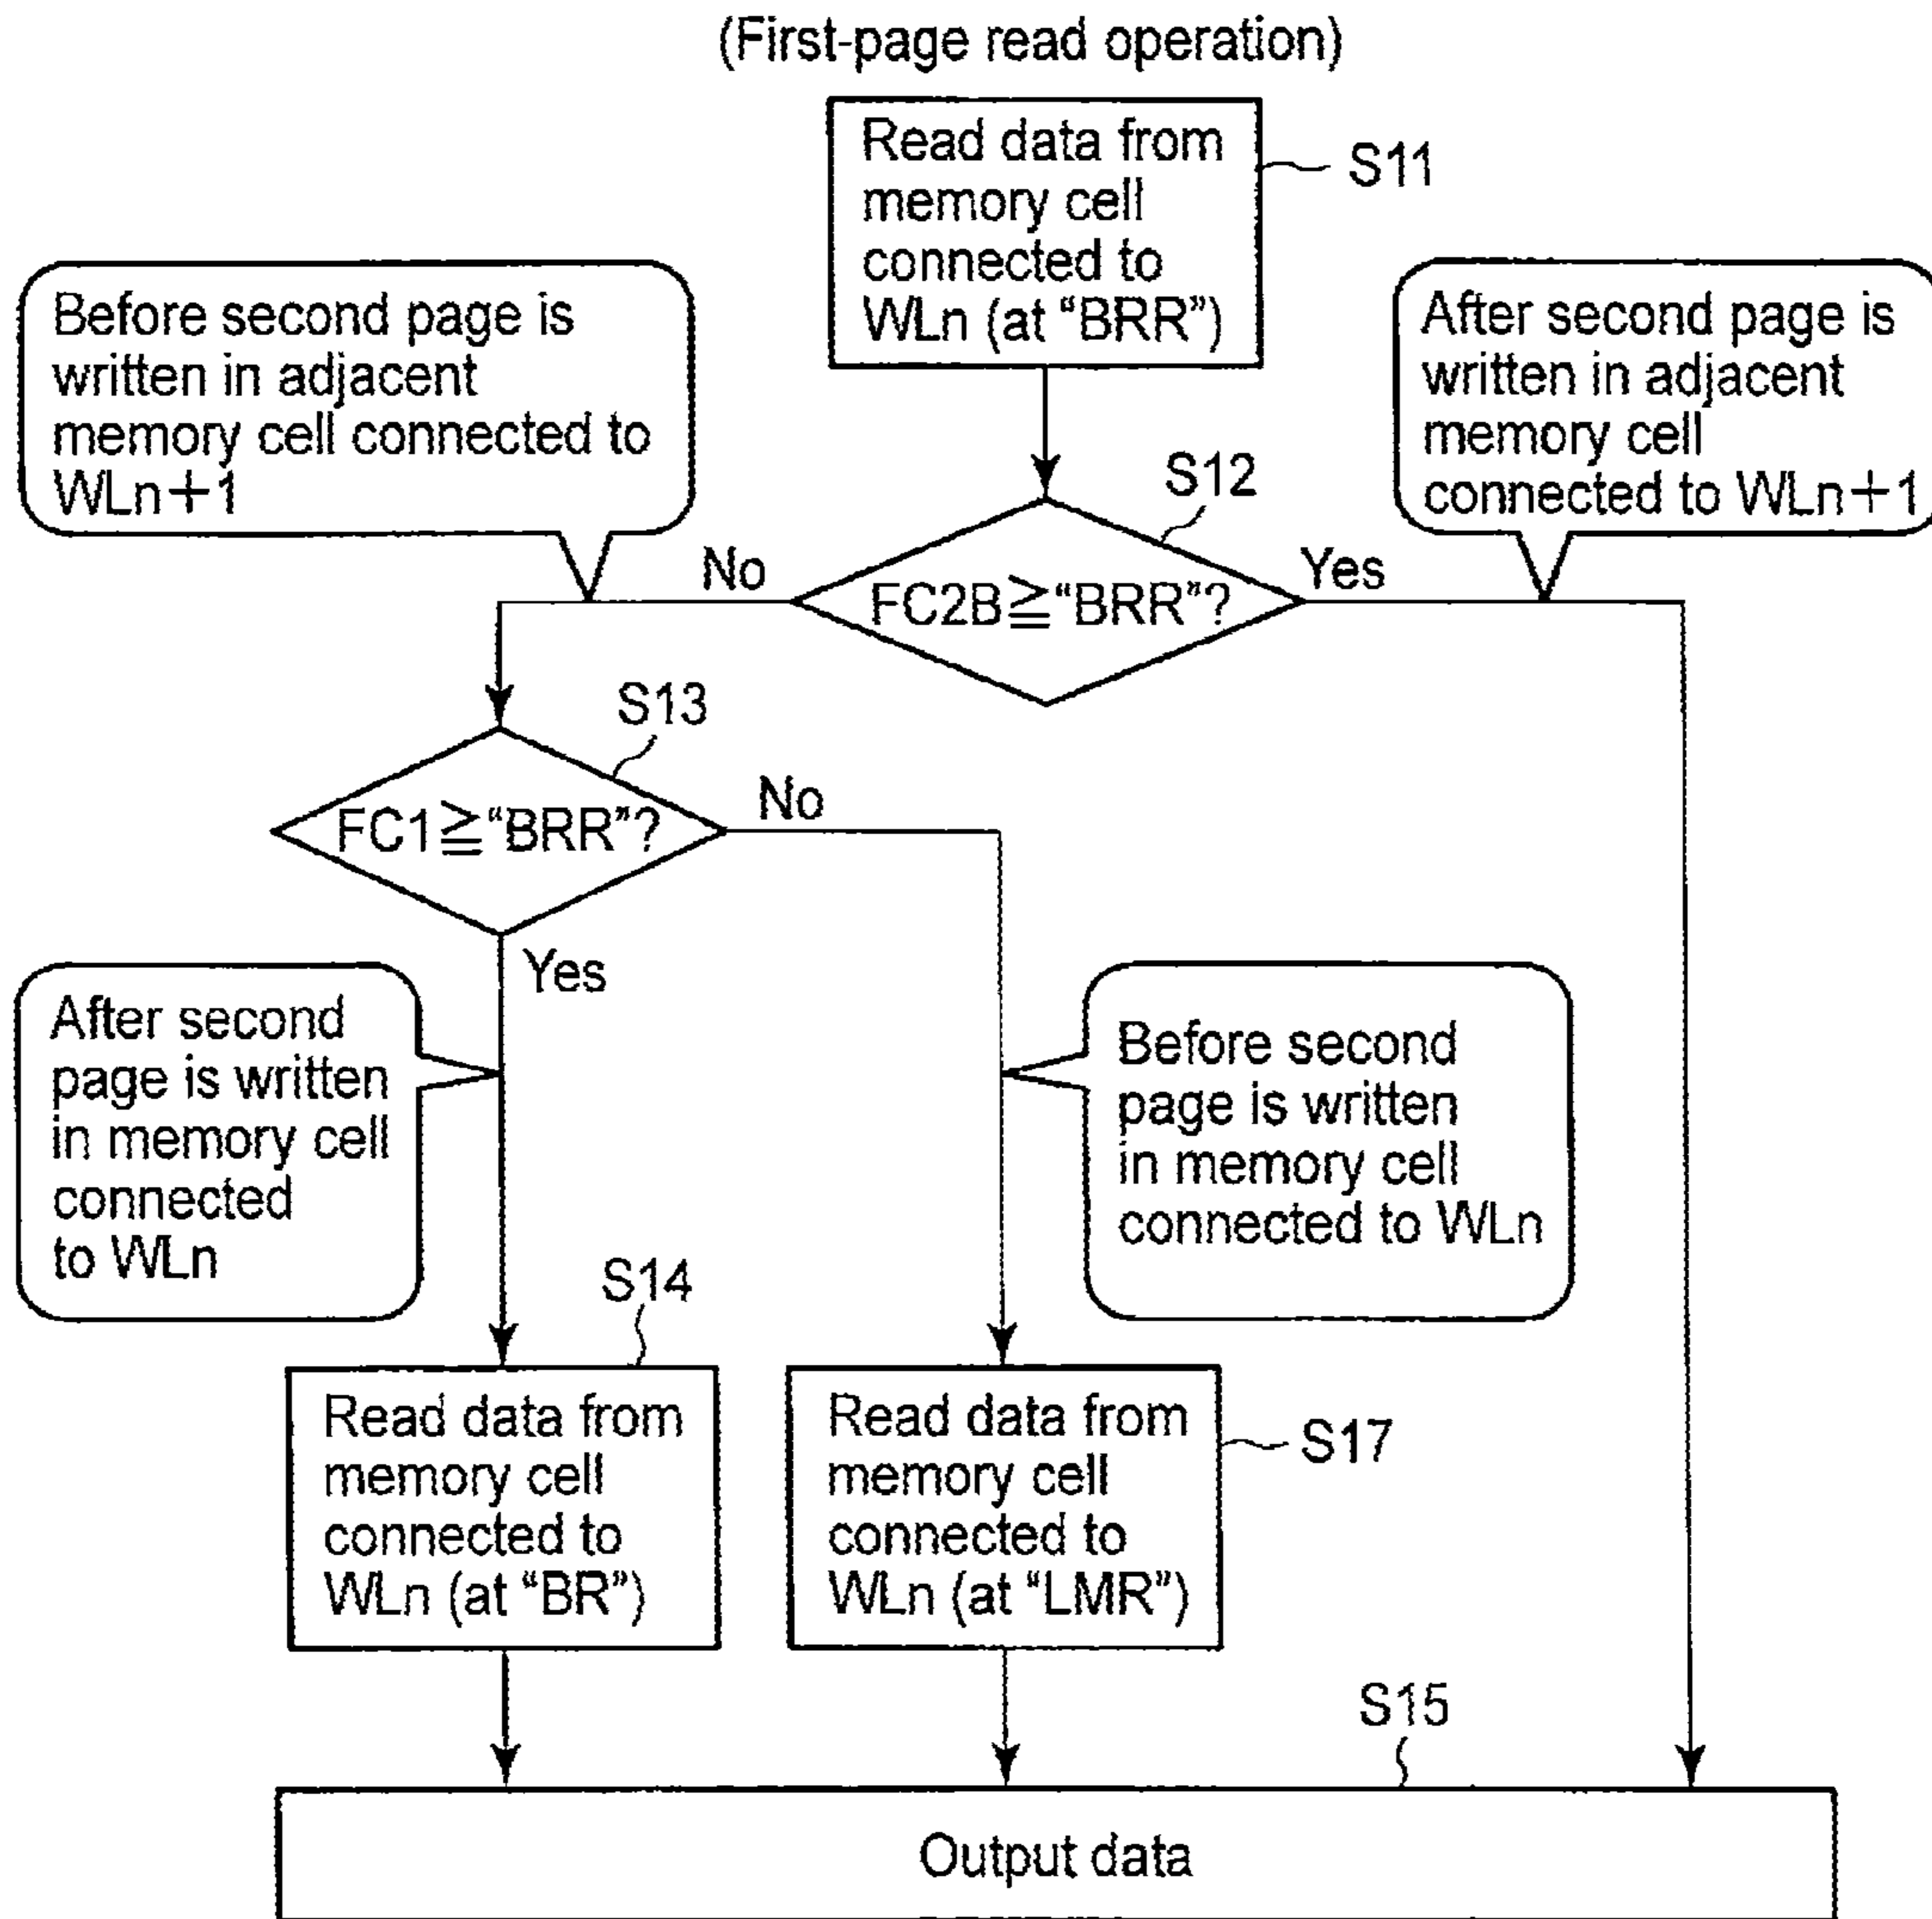 (First-page read operation)
Read data from
memory cell
connected to
WLn (at “BRR”)
S11
Before second page is
written in adjacent
memory cell connected to
WLn+1
After second page is
written in adjacent
memory cell
connected to WLn+1
S12
No
FC2B≧“BRR”?
Yes
S13
FC1≧“BRR”?
No
Yes
After second
page is written
in memory cell
connected
to WLn
Before second
page is written
in memory cell
connected to WLn
S14
Read data from
memory cell
connected to
WLn (at “BR”)
Read data from
memory cell
connected to
WLn (at “LMR”)
S17
S15
Output data